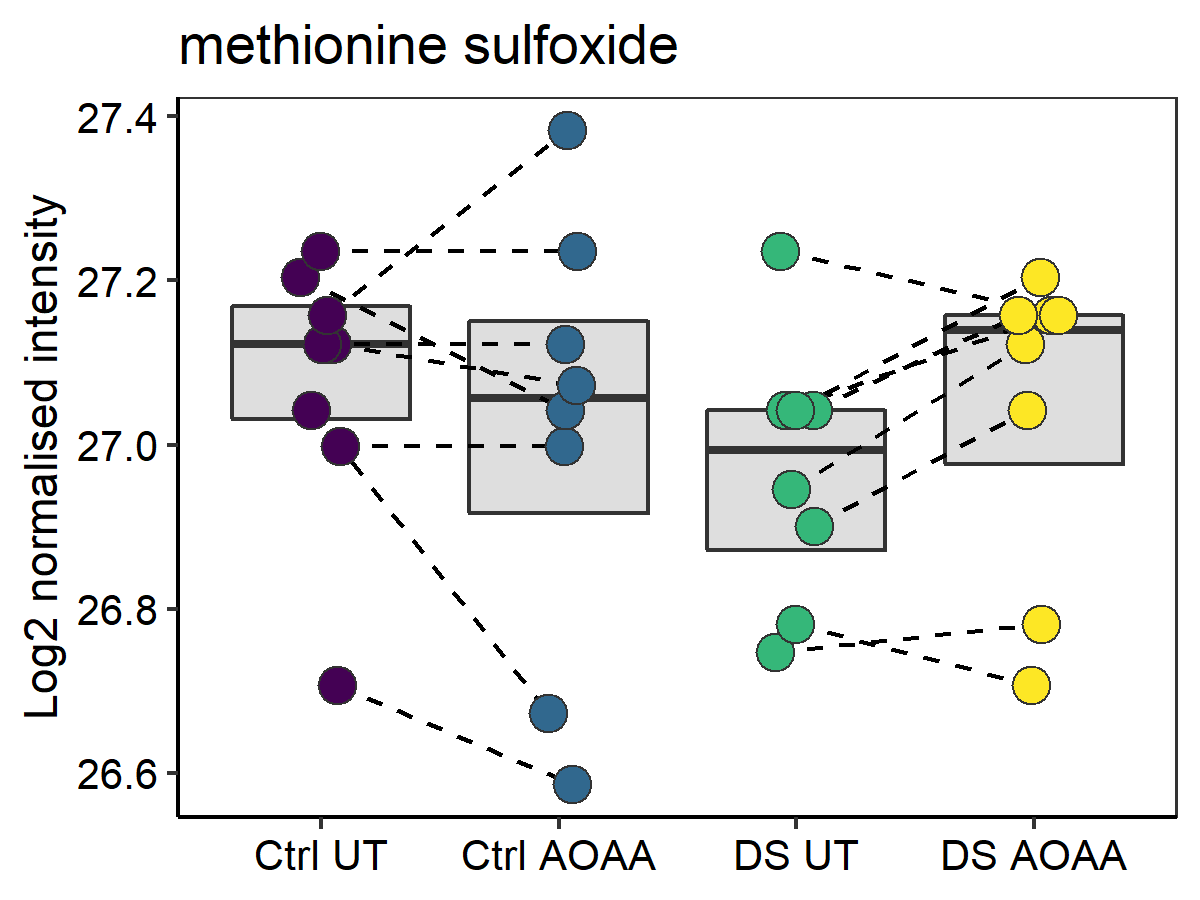 methionine sulfoxide
Log2 normalised intensity
27.4
27.2
27.0
26.8
26.6
Ctrl UT
Ctrl AOAA
DS UT
DS AOAA